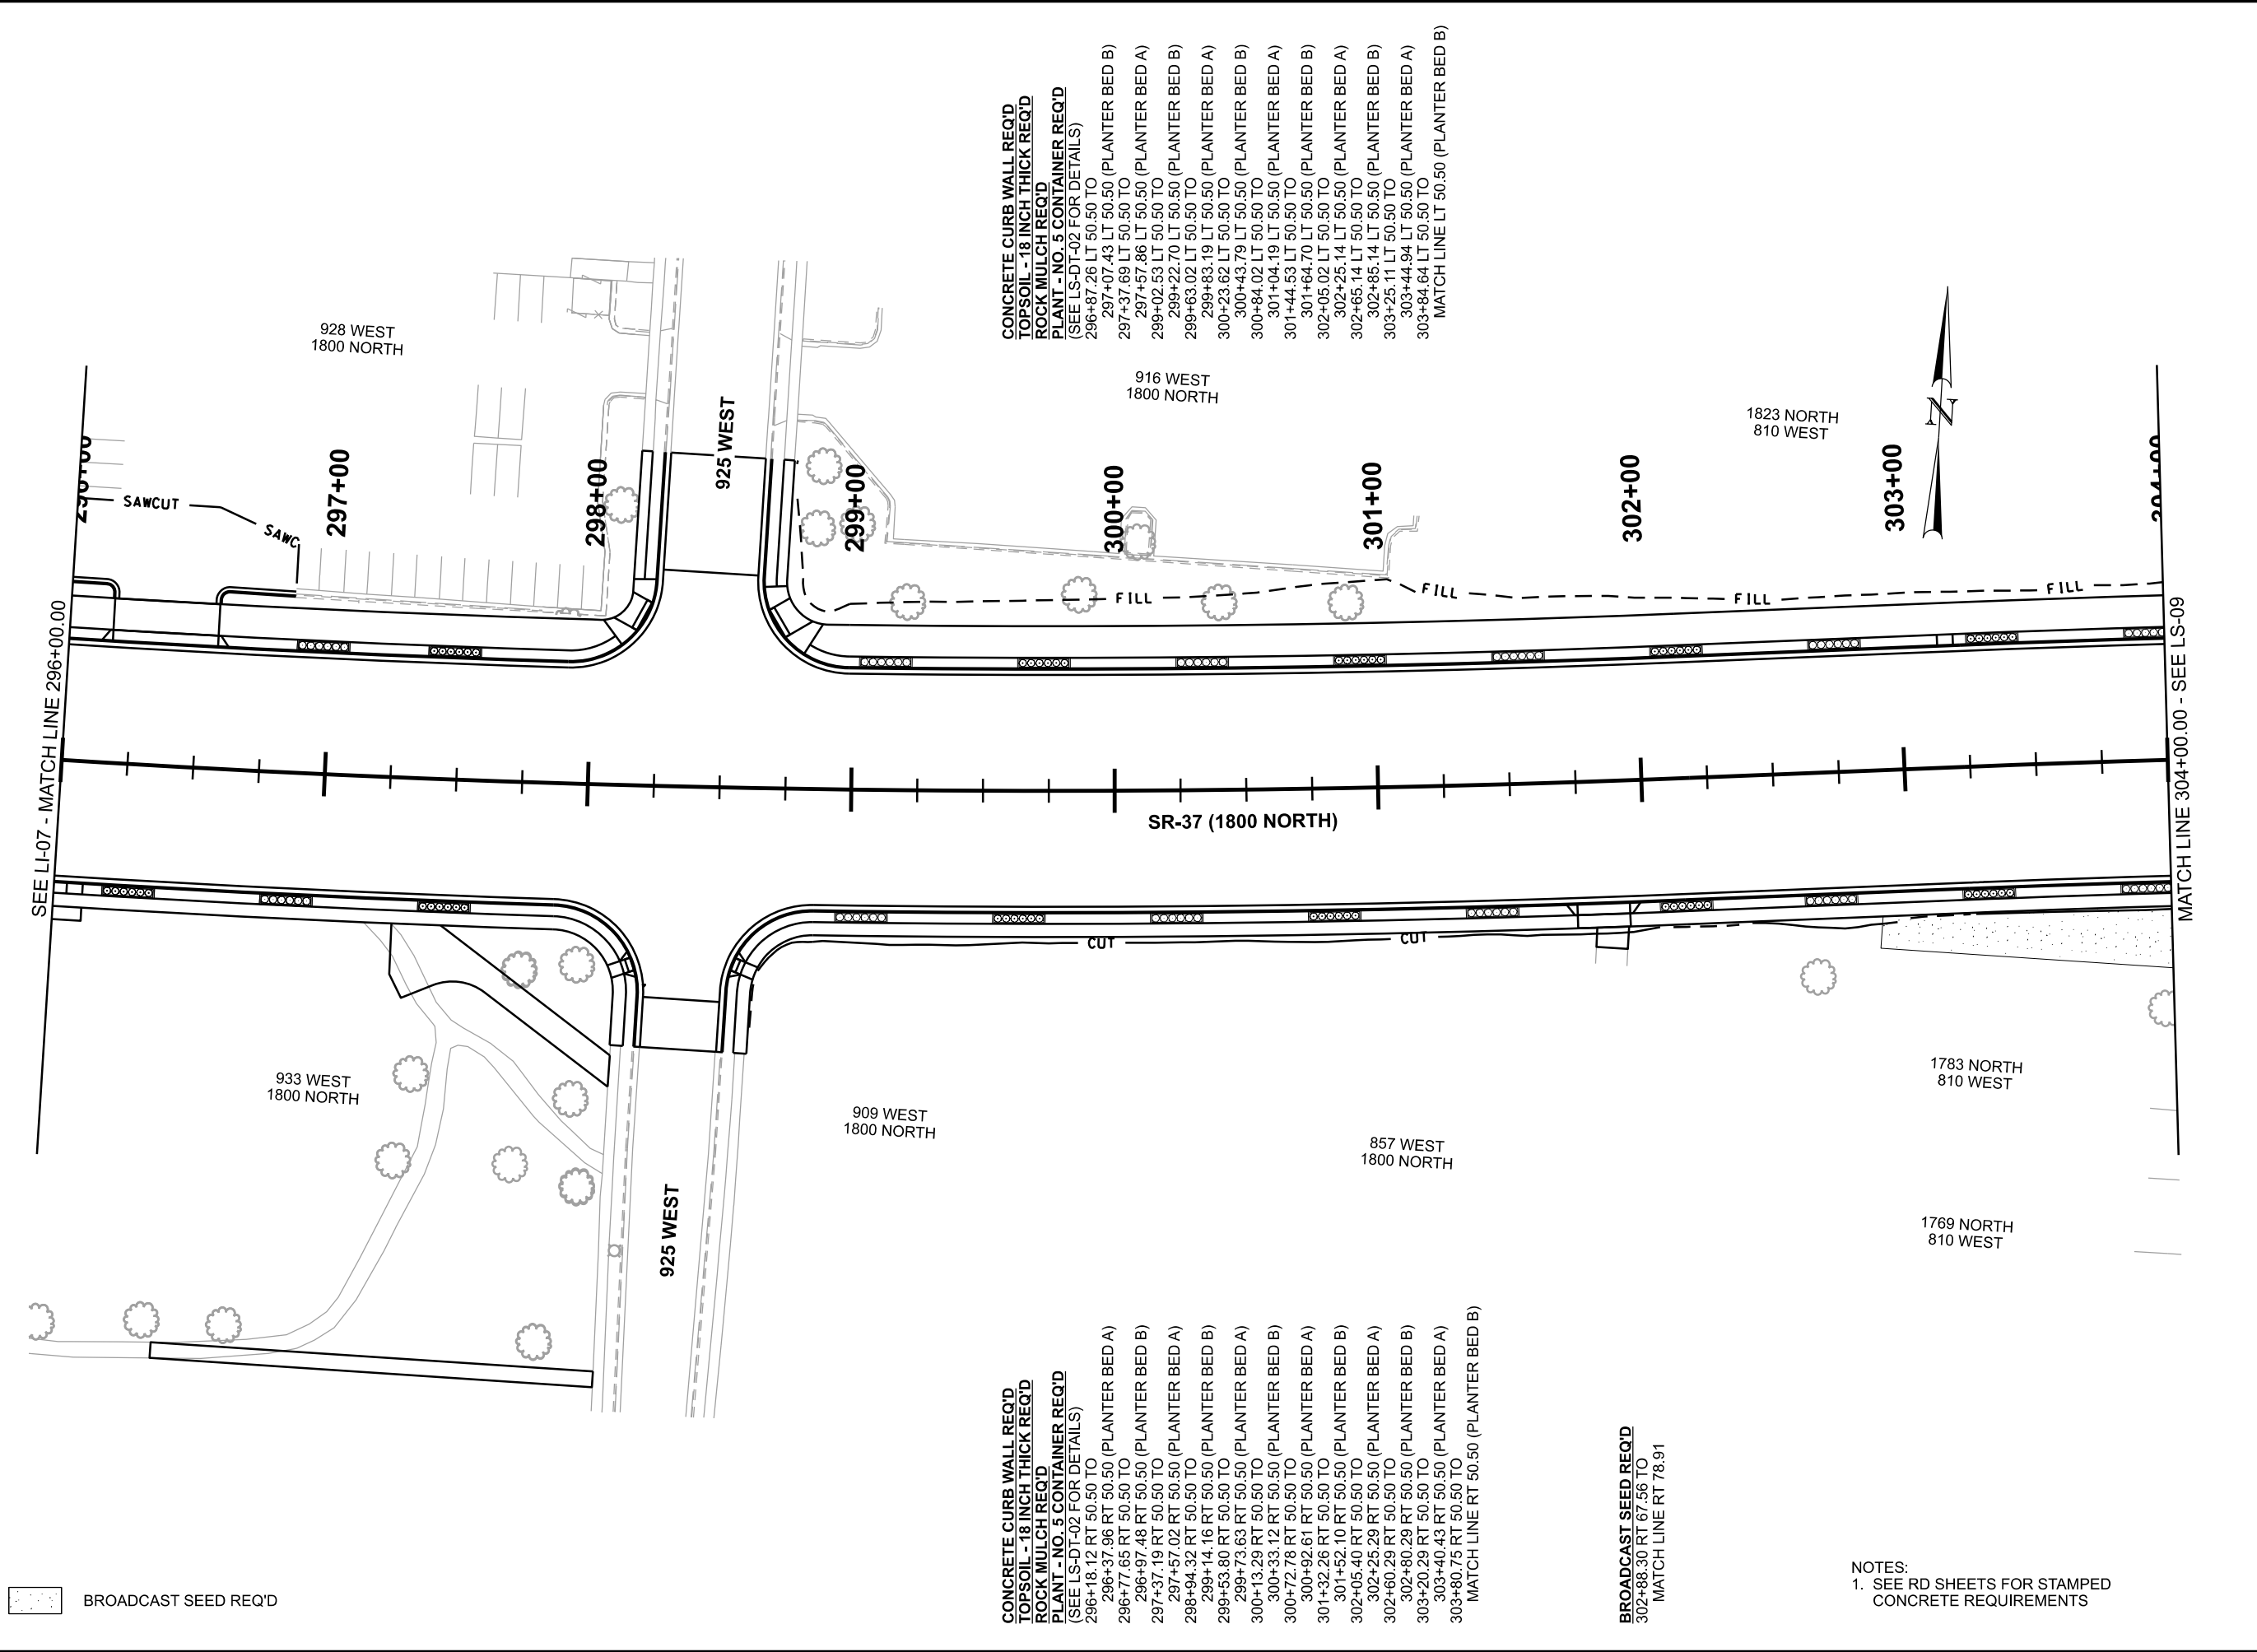 CONCRETE CURB WALL REQ'D
TOPSOIL - 18 INCH THICK REQ'D
ROCK MULCH REQ'D
PLANT - NO. 5 CONTAINER REQ'D
(SEE LS-DT-02 FOR DETAILS)
296+87.26 LT 50.50 TO
297+07.43 LT 50.50 (PLANTER BED B)
297+37.69 LT 50.50 TO
297+57.86 LT 50.50 (PLANTER BED A)
299+02.53 LT 50.50 TO
299+22.70 LT 50.50 (PLANTER BED B)
299+63.02 LT 50.50 TO
299+83.19 LT 50.50 (PLANTER BED A)
300+23.62 LT 50.50 TO
300+43.79 LT 50.50 (PLANTER BED B)
300+84.02 LT 50.50 TO
301+04.19 LT 50.50 (PLANTER BED A)
301+44.53 LT 50.50 TO
301+64.70 LT 50.50 (PLANTER BED B)
302+05.02 LT 50.50 TO
302+25.14 LT 50.50 (PLANTER BED A)
302+65.14 LT 50.50 TO
302+85.14 LT 50.50 (PLANTER BED B)
303+25.11 LT 50.50 TO
303+44.94 LT 50.50 (PLANTER BED A)
303+84.64 LT 50.50 TO
MATCH LINE LT 50.50 (PLANTER BED B)
928 WEST
1800 NORTH
916 WEST
1800 NORTH
1823 NORTH
810 WEST
N
925 WEST
SAWCUT
SAWC
297+00
298+00
299+00
300+00
301+00
302+00
303+00
304+00
FILL
FILL
FILL
FILL
SEE LI-07 - MATCH LINE 296+00.00
MATCH LINE 304+00.00 - SEE LS-09
SR-37 (1800 NORTH)
CUT
CUT
933 WEST
1800 NORTH
909 WEST
1800 NORTH
857 WEST
1800 NORTH
1783 NORTH
810 WEST
1769 NORTH
810 WEST
925 WEST
CONCRETE CURB WALL REQ'D
TOPSOIL - 18 INCH THICK REQ'D
ROCK MULCH REQ'D
PLANT - NO. 5 CONTAINER REQ'D
(SEE LS-DT-02 FOR DETAILS)
296+18.12 RT 50.50 TO
296+37.96 RT 50.50 (PLANTER BED A)
296+77.65 RT 50.50 TO
296+97.48 RT 50.50 (PLANTER BED B)
297+37.19 RT 50.50 TO
297+57.02 RT 50.50 (PLANTER BED A)
298+94.32 RT 50.50 TO
299+14.16 RT 50.50 (PLANTER BED B)
299+53.80 RT 50.50 TO
299+73.63 RT 50.50 (PLANTER BED A)
300+13.29 RT 50.50 TO
300+33.12 RT 50.50 (PLANTER BED B)
300+72.78 RT 50.50 TO
300+92.61 RT 50.50 (PLANTER BED A)
301+32.26 RT 50.50 TO
301+52.10 RT 50.50 (PLANTER BED B)
302+05.40 RT 50.50 TO
302+25.29 RT 50.50 (PLANTER BED A)
302+60.29 RT 50.50 TO
302+80.29 RT 50.50 (PLANTER BED B)
303+20.29 RT 50.50 TO
303+40.43 RT 50.50 (PLANTER BED A)
303+80.75 RT 50.50 TO
MATCH LINE RT 50.50 (PLANTER BED B)
BROADCAST SEED REQ'D
302+88.30 RT 67.56 TO
MATCH LINE RT 78.91
BROADCAST SEED REQ'D
NOTES:
1. SEE RD SHEETS FOR STAMPED
CONCRETE REQUIREMENTS